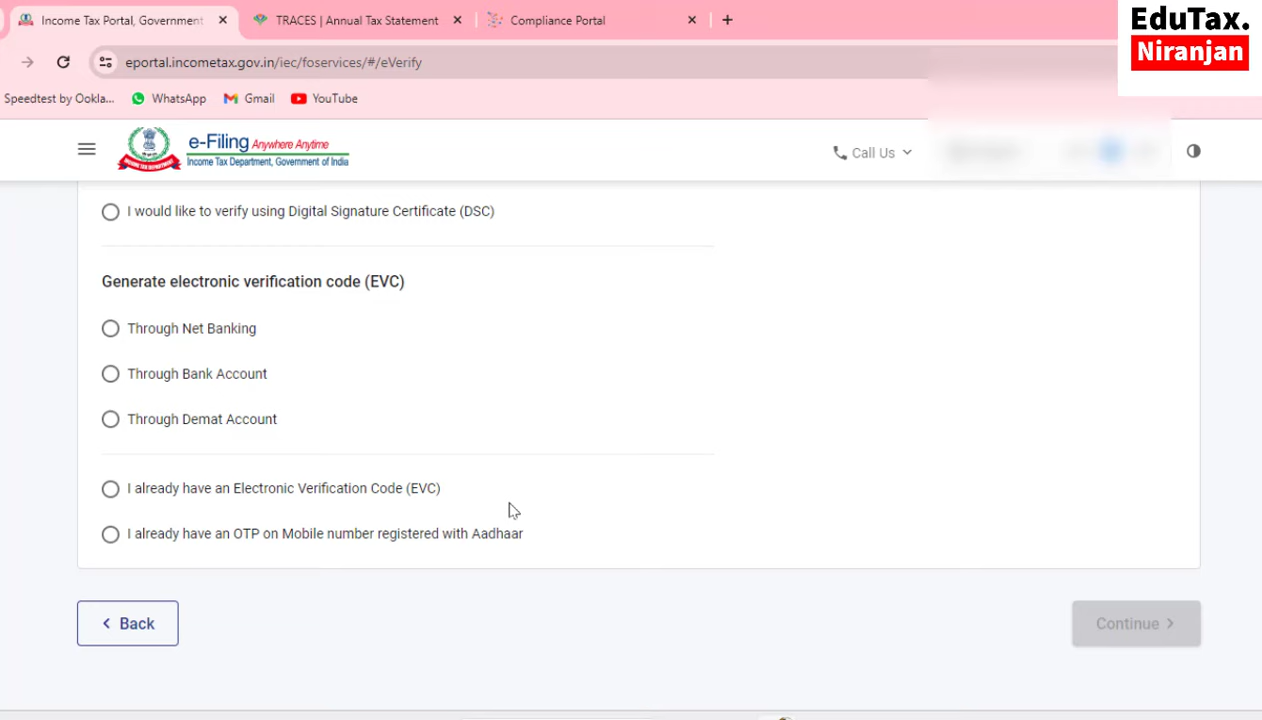 Income Tax Portal, Government
TRACES | Annual Tax Statement
Compliance Portal
EduTax.
Niranjan
eportal.incometax.gov.in/iec/foservices/#/eVerify
Speedtest by Ookla...
WhatsApp
Gmail
YouTube
e-Filing Anywhere Anytime
Income Tax Department, Government of India
Call Us
I would like to verify using Digital Signature Certificate (DSC)
Generate electronic verification code (EVC)
Through Net Banking
Through Bank Account
Through Demat Account
I already have an Electronic Verification Code (EVC)
I already have an OTP on Mobile number registered with Aadhaar
< Back
Continue >